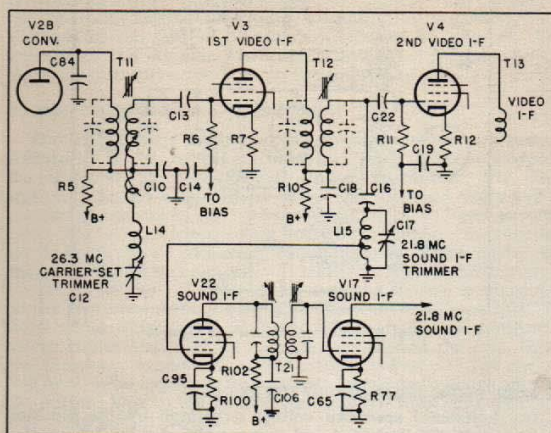 V2B
CONV.
C84
T11
V3
1ST VIDEO I-F
T12
V4
2ND VIDEO I-F
T13
VIDEO
I-F
C13
R6
R7
C22
R11
R12
C19
R5
B+
C10
C14
TO
BIAS
R10
B+
C18
C16
TO
BIAS
L14
26.3 MC
CARRIER-SET
TRIMMER
C12
L15
C17
21.8 MC
SOUND I-F
TRIMMER
V22
SOUND I-F
V17
SOUND I-F
21.8 MC
SOUND I-F
C95
R100
R102
B+
T21
C106
C65
R77